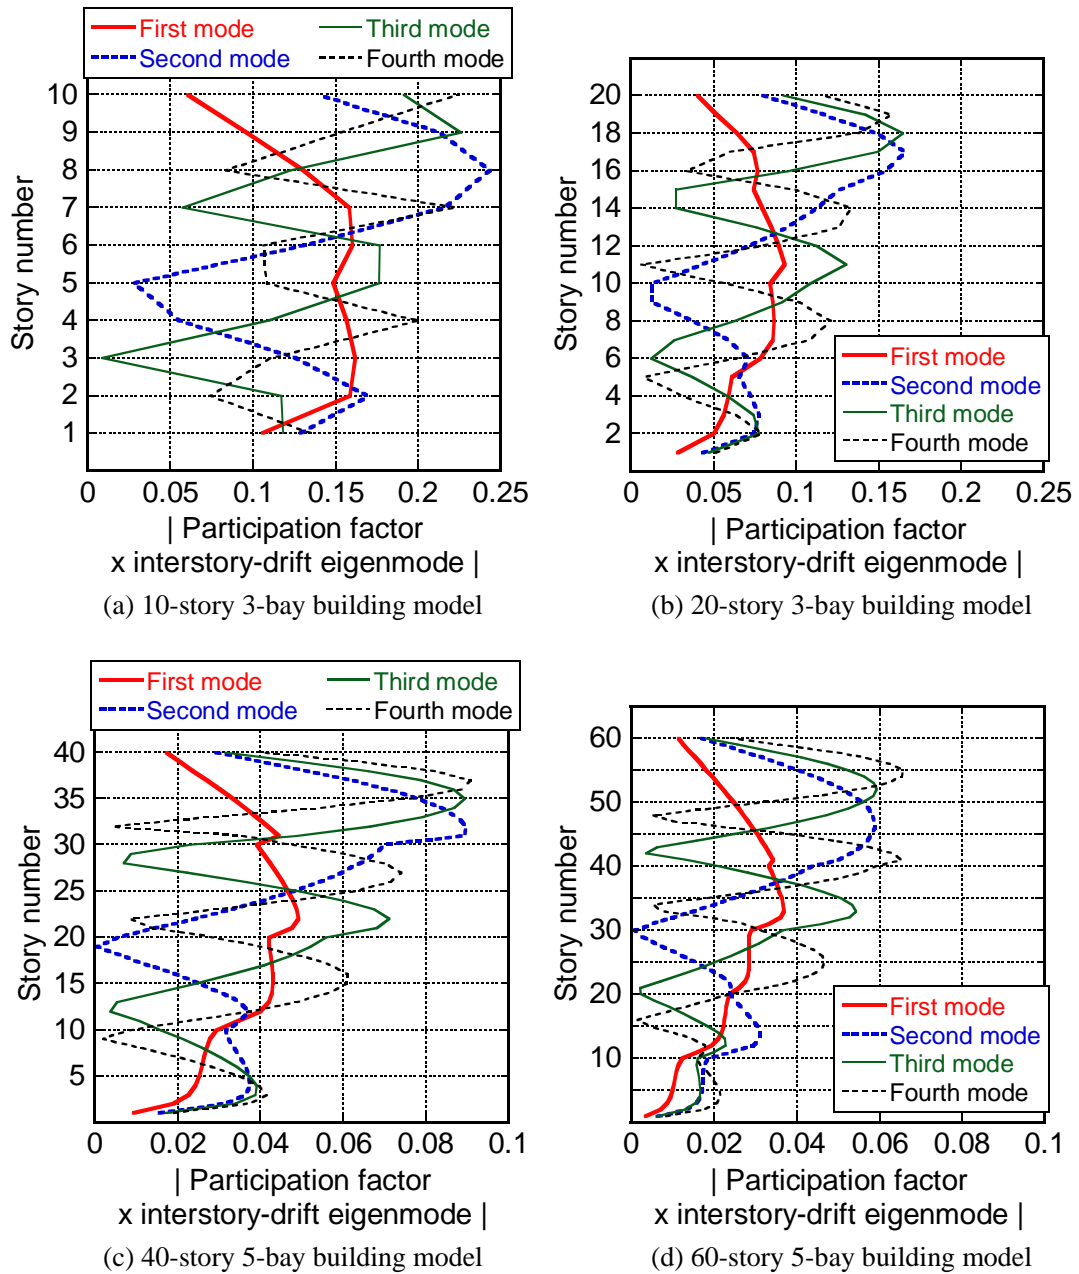 First mode
Third mode
Second mode
Fourth mode
Story number
10
9
8
7
6
5
4
3
2
1
0 0.05 0.1 0.15 0.2 0.25
| Participation factor
x interstory-drift eigenmode |
(a) 10-story 3-bay building model
Story number
20
18
16
14
12
10
8
6
4
2
First mode
Second mode
Third mode
Fourth mode
0 0.05 0.1 0.15 0.2 0.25
| Participation factor
x interstory-drift eigenmode |
(b) 20-story 3-bay building model
First mode
Third mode
Second mode
Fourth mode
Story number
40
35
30
25
20
15
10
5
0 0.02 0.04 0.06 0.08 0.1
| Participation factor
x interstory-drift eigenmode |
(c) 40-story 5-bay building model
Story number
60
50
40
30
20
10
First mode
Second mode
Third mode
Fourth mode
0 0.02 0.04 0.06 0.08 0.1
| Participation factor
x interstory-drift eigenmode |
(d) 60-story 5-bay building model